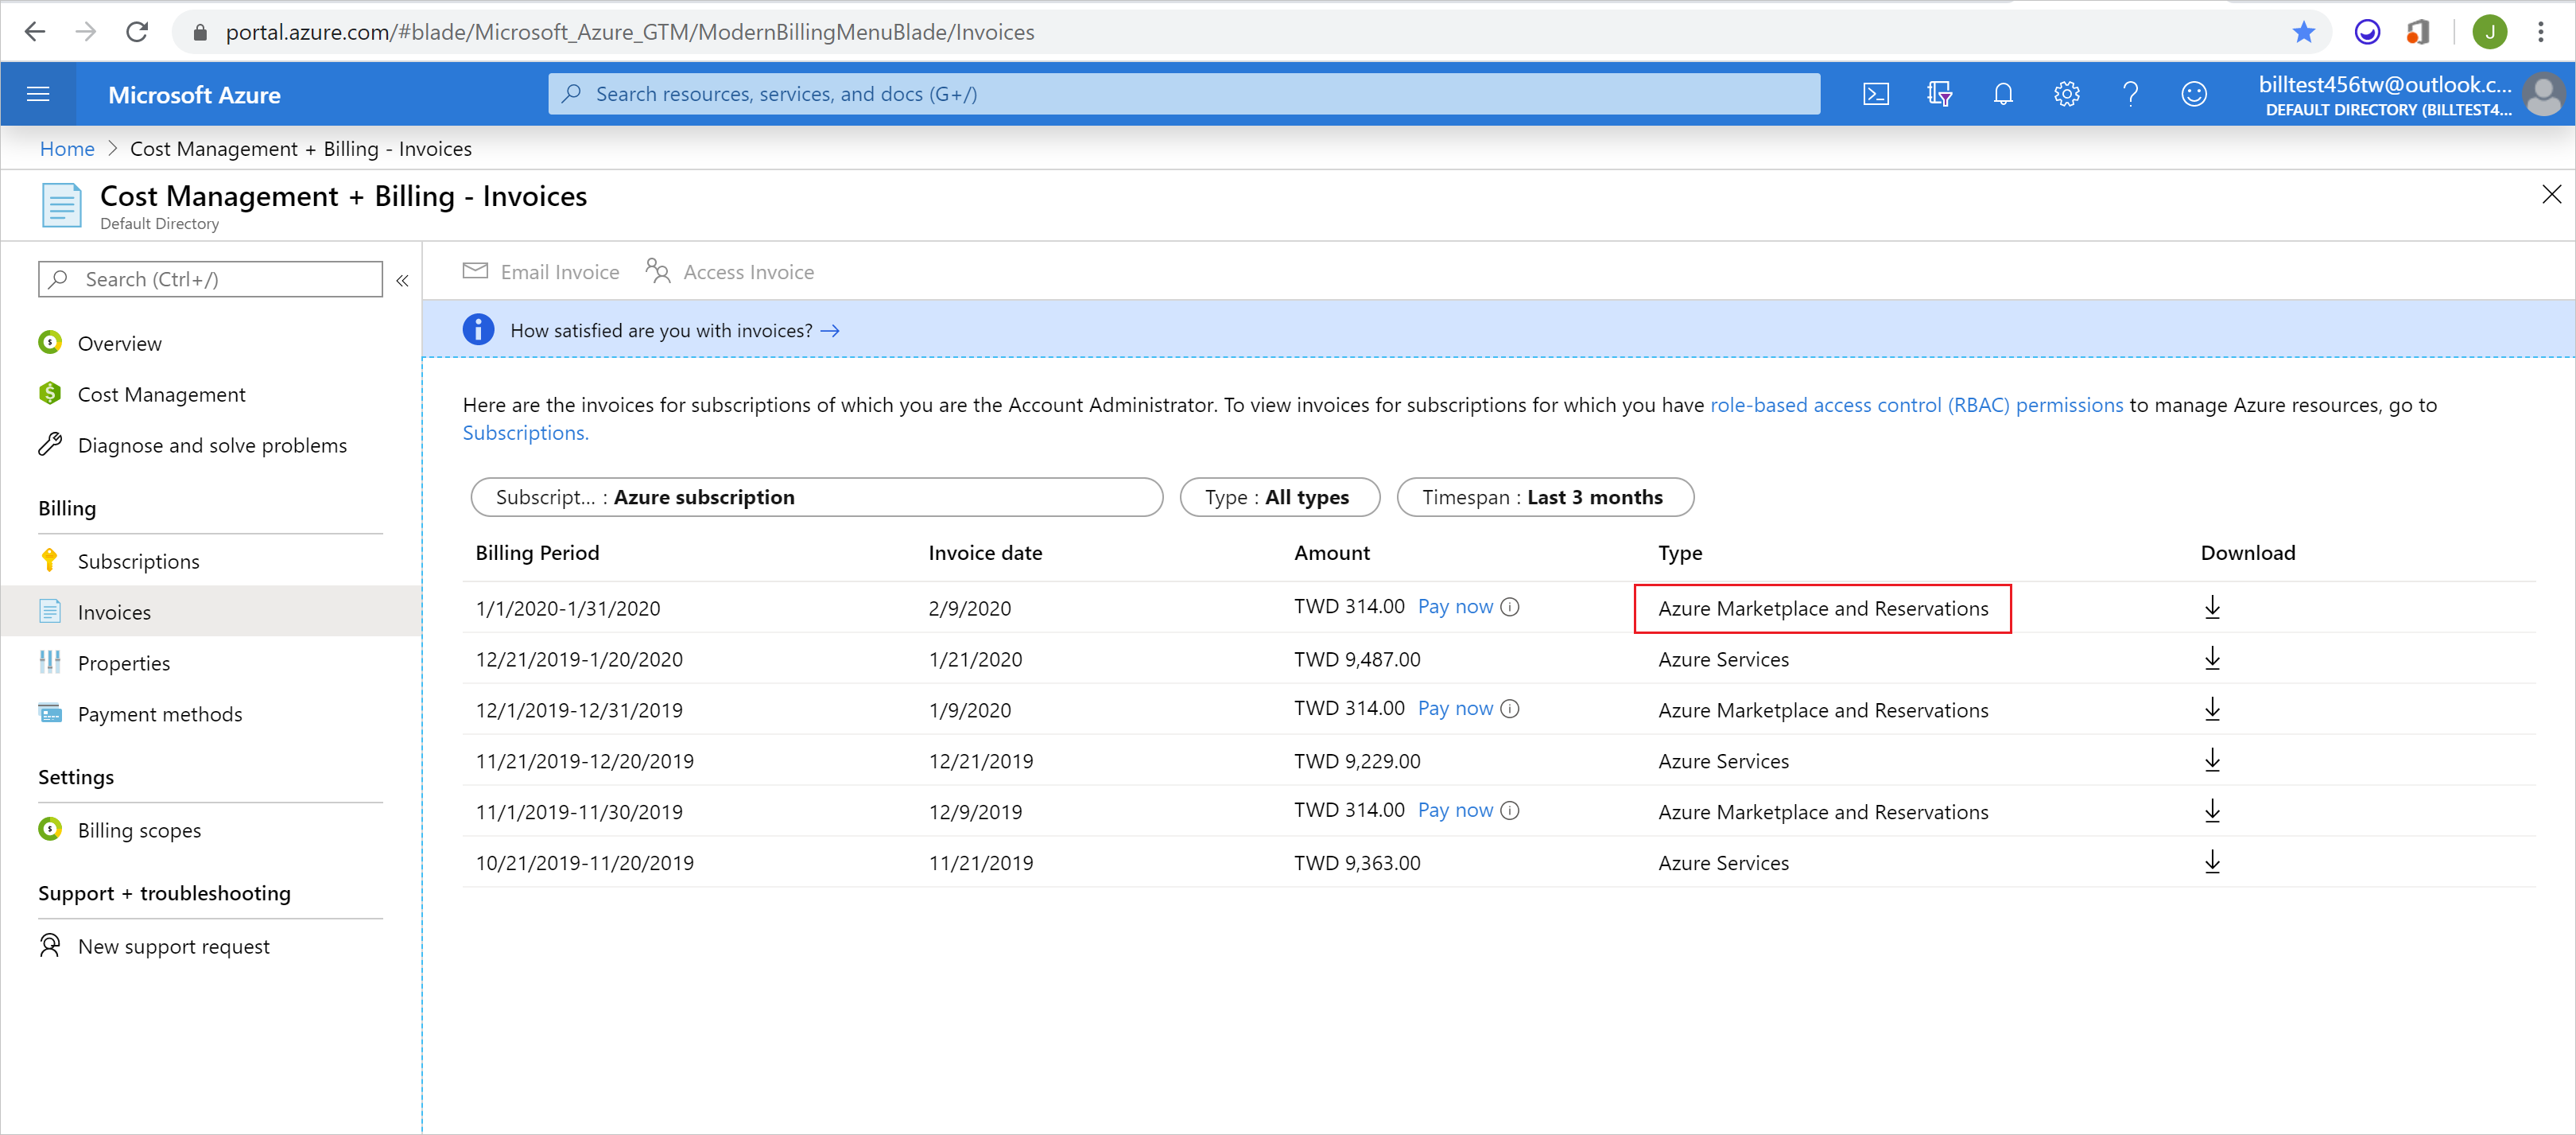 portal.azure.com/#blade/Microsoft_Azure_GTM/ModernBillingMenuBlade/Invoices
J
Microsoft Azure
Search resources, services, and docs (G+/)
billtest456tw@outlook.c...
DEFAULT DIRECTORY (BILLTEST4...
Home > Cost Management + Billing - Invoices
Cost Management + Billing - Invoices
Default Directory
Search (Ctrl+/)
Overview
Cost Management
Diagnose and solve problems
Billing
Subscriptions
Invoices
Properties
Payment methods
Settings
Billing scopes
Support + troubleshooting
New support request
Email Invoice Access Invoice
How satisfied are you with invoices? →
Here are the invoices for subscriptions of which you are the Account Administrator. To view invoices for subscriptions for which you have role-based access control (RBAC) permissions to manage Azure resources, go to
Subscriptions.
Subscript... : Azure subscription Type : All types Timespan : Last 3 months
Billing Period Invoice date Amount Type Download
1/1/2020-1/31/2020 2/9/2020 TWD 314.00 Pay now Azure Marketplace and Reservations
12/21/2019-1/20/2020 1/21/2020 TWD 9,487.00 Azure Services
12/1/2019-12/31/2019 1/9/2020 TWD 314.00 Pay now Azure Marketplace and Reservations
11/21/2019-12/20/2019 12/21/2019 TWD 9,229.00 Azure Services
11/1/2019-11/30/2019 12/9/2019 TWD 314.00 Pay now Azure Marketplace and Reservations
10/21/2019-11/20/2019 11/21/2019 TWD 9,363.00 Azure Services